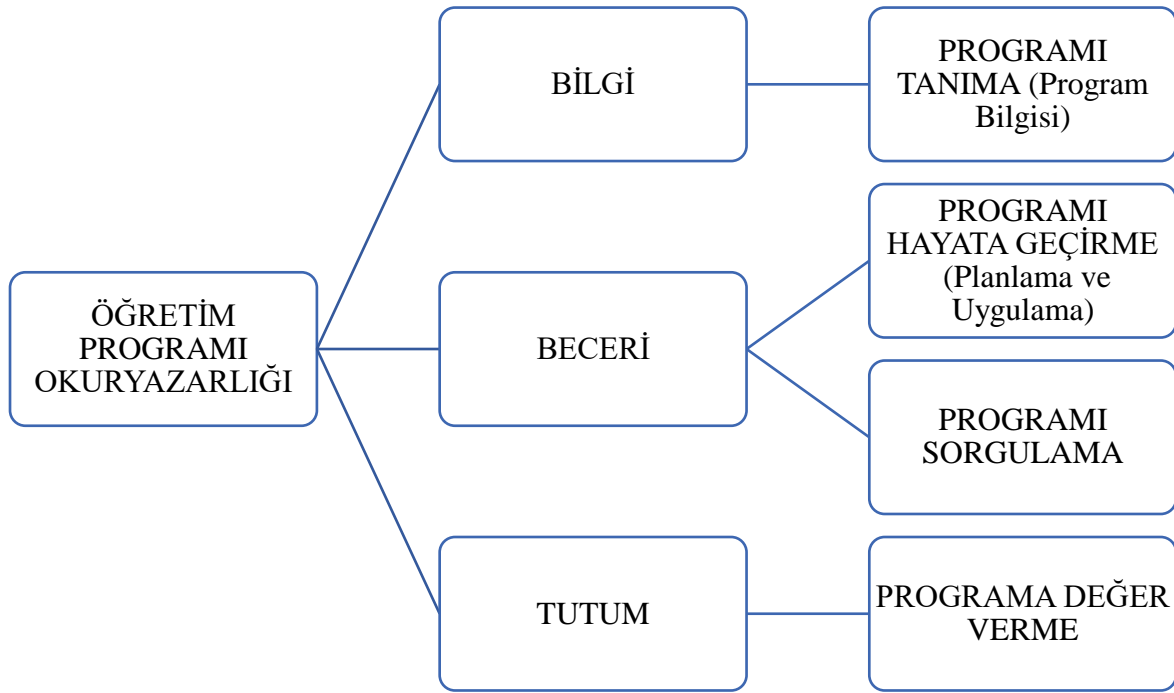 ÖĞRETİM
PROGRAMI
OKURYAZARLIĞI
BİLGİ
PROGRAMI
TANIMA (Program
Bilgisi)
BECERİ
PROGRAMI
HAYATA GEÇİRME
(Planlama ve
Uygulama)
PROGRAMI
SORGULAMA
TUTUM
PROGRAMA DEĞER
VERME